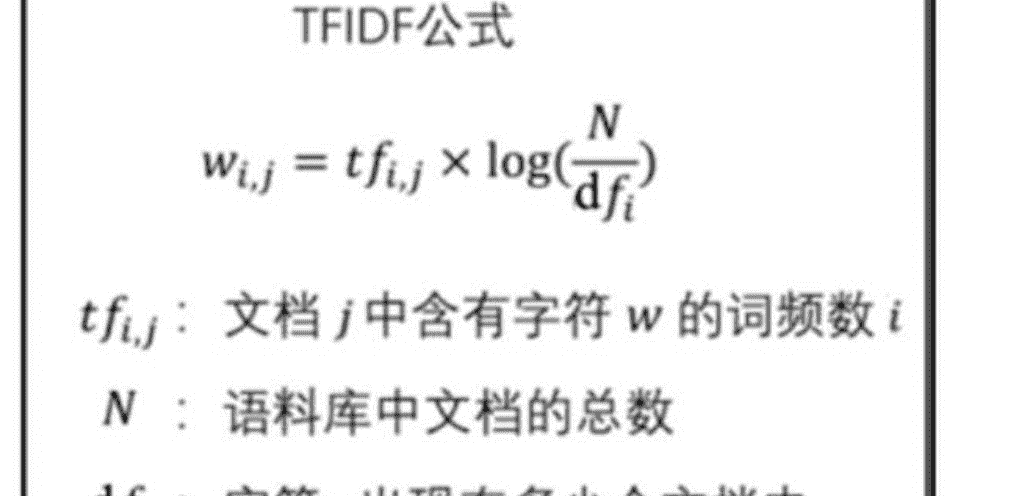 TFIDF公式
w_{i,j} = tf_{i,j} × log(N/df_i)
tf_{i,j} : 文档 j 中含有字符 w 的词频数 i
N : 语料库中文档的总数